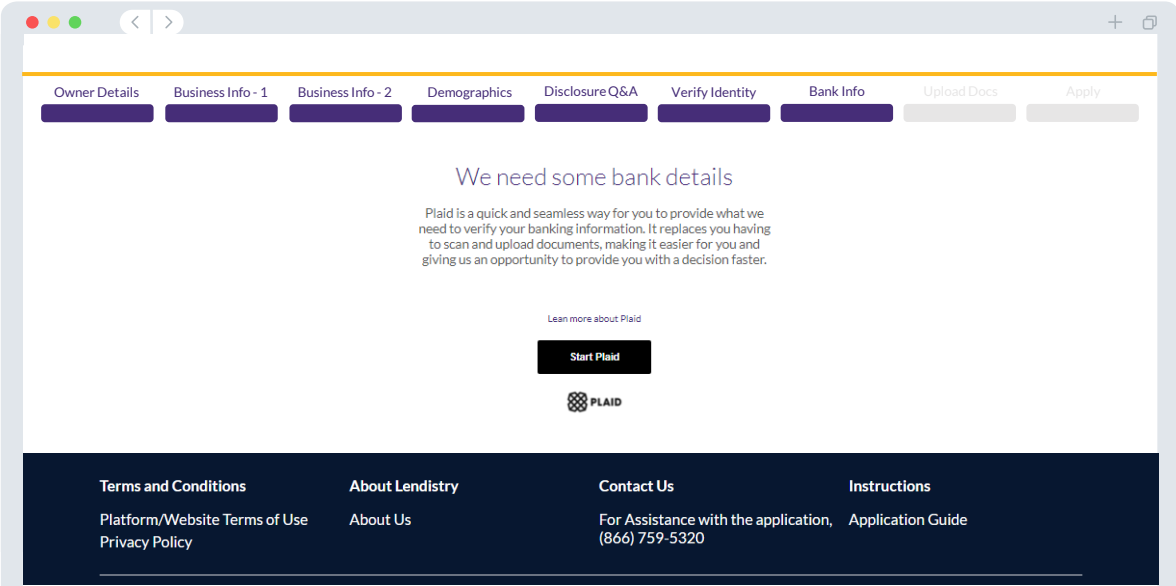 Owner Details Business Info - 1 Business Info - 2 Demographics Disclosure Q&A Verify Identity Bank Info Upload Docs Apply
We need some bank details
Plaid is a quick and seamless way for you to provide what we
need to verify your banking information. It replaces you having
to scan and upload documents, making it easier for you and
giving us an opportunity to provide you with a decision faster.
Lean more about Plaid
Start Plaid
PLAID
Terms and Conditions
Platform/Website Terms of Use
Privacy Policy
About Lendistry
About Us
Contact Us
For Assistance with the application,
(866) 759-5320
Instructions
Application Guide